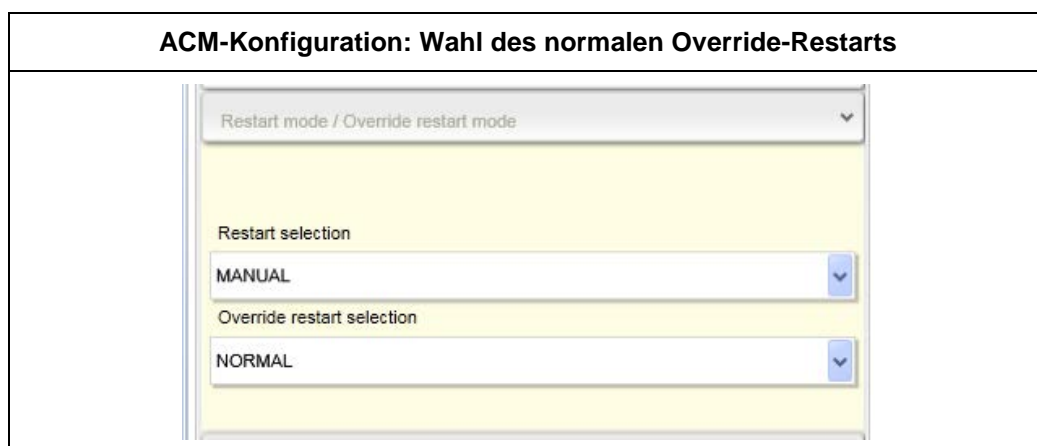 ACM-Konfiguration: Wahl des normalen Override-Restarts
Restart mode / Override restart mode
Restart selection
MANUAL
Override restart selection
NORMAL